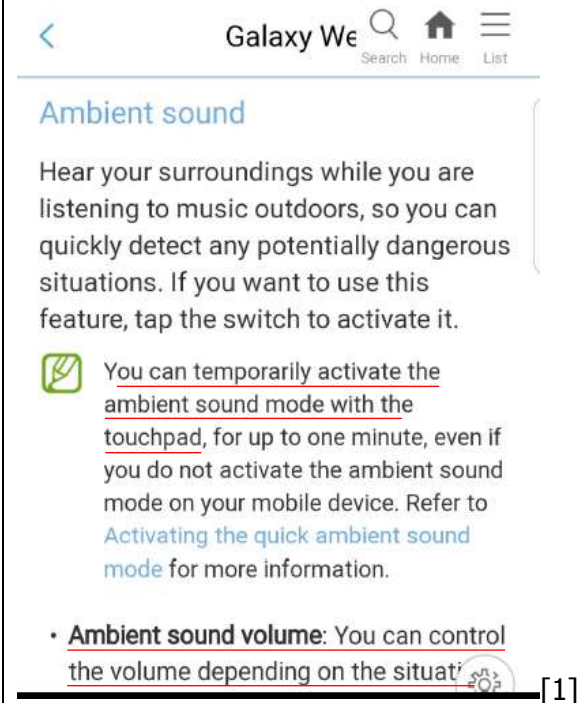 Galaxy We
Search Home List
Ambient sound
Hear your surroundings while you are
listening to music outdoors, so you can
quickly detect any potentially dangerous
situations. If you want to use this
feature, tap the switch to activate it.
You can temporarily activate the
ambient sound mode with the
touchpad, for up to one minute, even if
you do not activate the ambient sound
mode on your mobile device. Refer to
Activating the quick ambient sound
mode for more information.
• Ambient sound volume: You can control
the volume depending on the situati
[1]